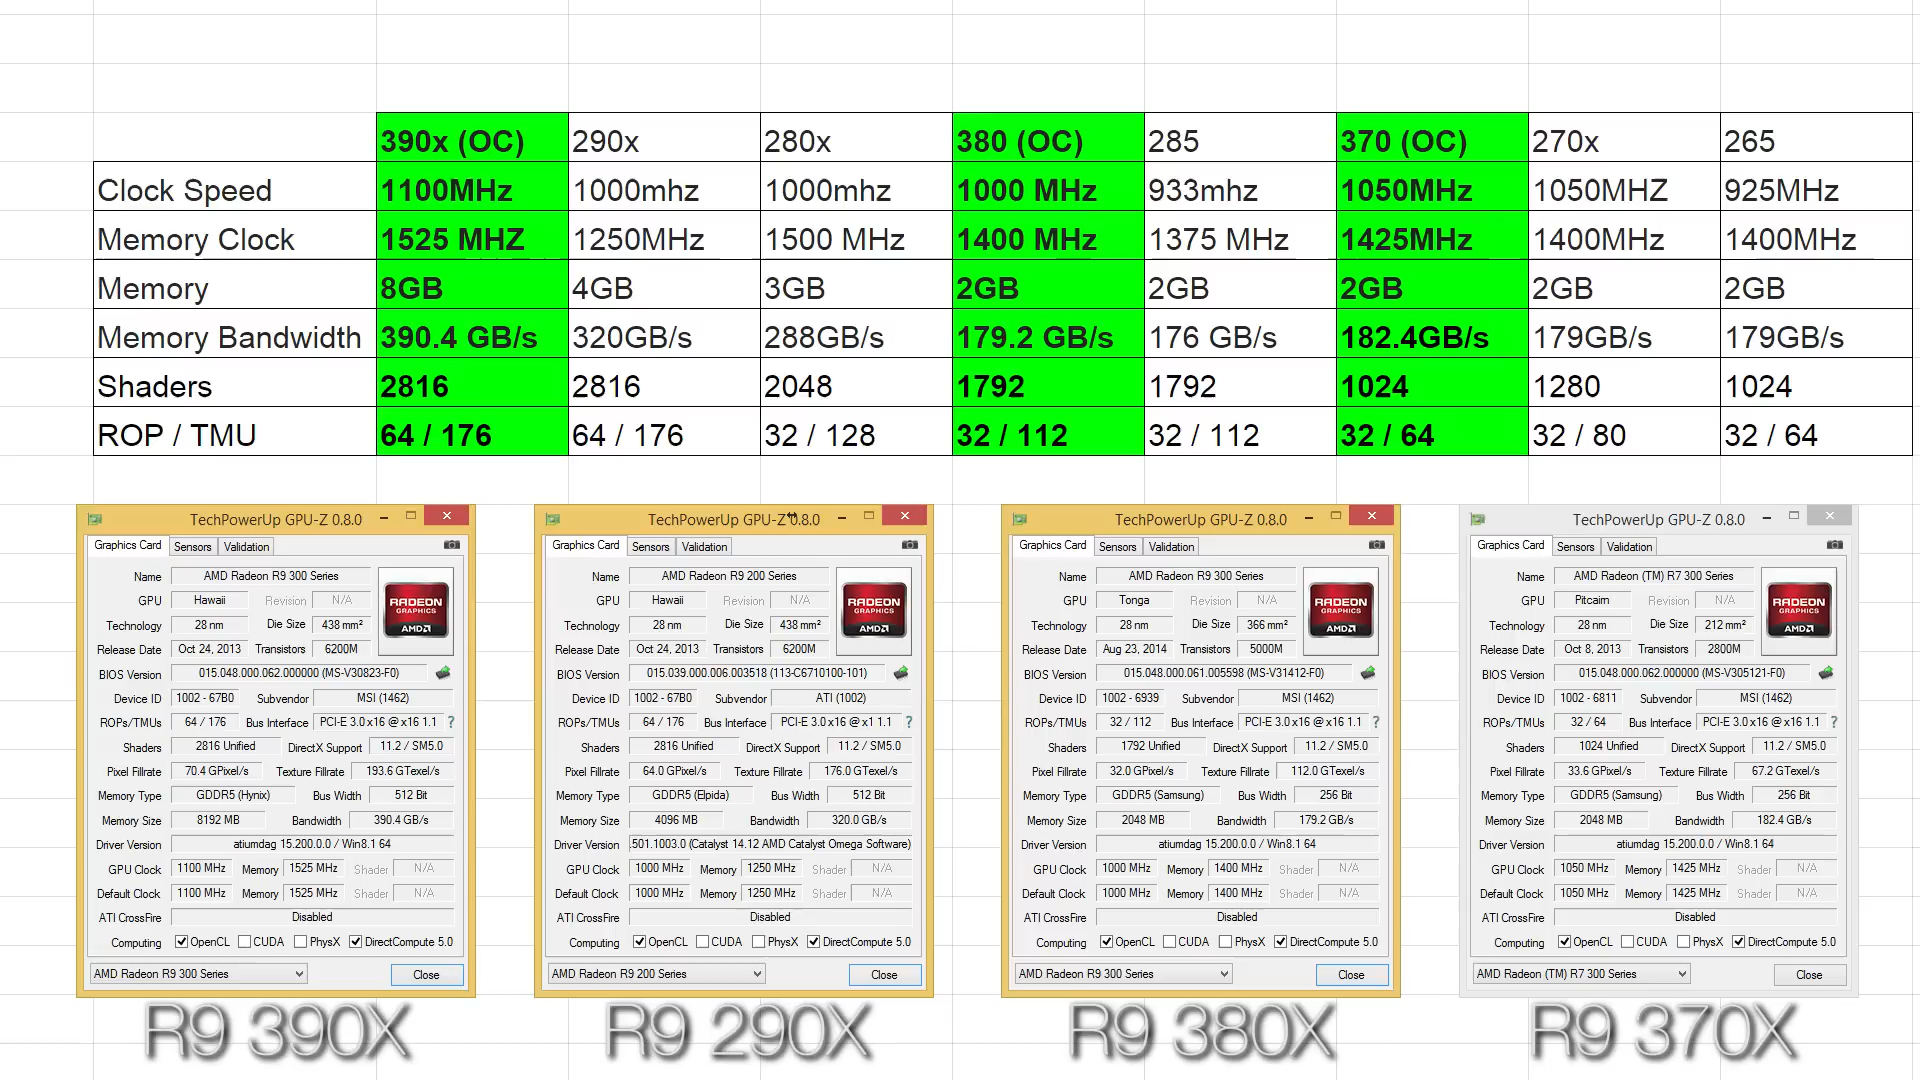 390x (OC) 290x 280x 380 (OC) 285 370 (OC) 270x 265
Clock Speed 1100MHz 1000mhz 1000mhz 1000 MHz 933mhz 1050MHz 1050MHZ 925MHz
Memory Clock 1525 MHZ 1250MHz 1500 MHz 1400 MHz 1375 MHz 1425MHz 1400MHz 1400MHz
Memory 8GB 4GB 3GB 2GB 2GB 2GB 2GB 2GB
Memory Bandwidth 390.4 GB/s 320GB/s 288GB/s 179.2 GB/s 176 GB/s 182.4GB/s 179GB/s 179GB/s
Shaders 2816 2816 2048 1792 1792 1024 1280 1024
ROP / TMU 64 / 176 64 / 176 32 / 128 32 / 112 32 / 112 32 / 64 32 / 80 32 / 64
TechPowerUp GPU-Z 0.8.0
Graphics Card Sensors Validation
Name AMD Radeon R9 300 Series
GPU Hawaii Revision N/A
RADEON
GRAPHICS
AMD
Technology 28 nm Die Size 438 mm²
Release Date Oct 24, 2013 Transistors 6200M
BIOS Version 015.048.000.062.000000 (MS-V30823-F0)
Device ID 1002 - 67B0 Subvendor MSI (1462)
ROPs/TMUs 64 / 176 Bus Interface PCI-E 3.0 x16 @ x16 1.1 ?
Shaders 2816 Unified DirectX Support 11.2 / SM5.0
Pixel Fillrate 70.4 GPixel/s Texture Fillrate 193.6 GTexel/s
Memory Type GDDR5 (Hynix) Bus Width 512 Bit
Memory Size 8192 MB Bandwidth 390.4 GB/s
Driver Version atiumdag 15.200.0.0 / Win8.1 64
GPU Clock 1100 MHz Memory 1525 MHz Shader N/A
Default Clock 1100 MHz Memory 1525 MHz Shader N/A
ATI CrossFire Disabled
Computing OpenCL CUDA PhysX DirectCompute 5.0
AMD Radeon R9 300 Series Close
R9 390X
TechPowerUp GPU-Z 0.8.0
Graphics Card Sensors Validation
Name AMD Radeon R9 200 Series
GPU Hawaii Revision N/A
RADEON
GRAPHICS
AMD
Technology 28 nm Die Size 438 mm²
Release Date Oct 24, 2013 Transistors 6200M
BIOS Version 015.039.000.006.003518 (113-C6710100-101)
Device ID 1002 - 67B0 Subvendor ATI (1002)
ROPs/TMUs 64 / 176 Bus Interface PCI-E 3.0 x16 @ x1 1.1 ?
Shaders 2816 Unified DirectX Support 11.2 / SM5.0
Pixel Fillrate 64.0 GPixel/s Texture Fillrate 176.0 GTexel/s
Memory Type GDDR5 (Elpida) Bus Width 512 Bit
Memory Size 4096 MB Bandwidth 320.0 GB/s
Driver Version .501.1003.0 (Catalyst 14.12 AMD Catalyst Omega Software)
GPU Clock 1000 MHz Memory 1250 MHz Shader N/A
Default Clock 1000 MHz Memory 1250 MHz Shader N/A
ATI CrossFire Disabled
Computing OpenCL CUDA PhysX DirectCompute 5.0
AMD Radeon R9 200 Series Close
R9 290X
TechPowerUp GPU-Z 0.8.0
Graphics Card Sensors Validation
Name AMD Radeon R9 300 Series
GPU Tonga Revision N/A
RADEON
GRAPHICS
AMD
Technology 28 nm Die Size 366 mm²
Release Date Aug 23, 2014 Transistors 5000M
BIOS Version 015.048.000.061.005598 (MS-V31412-F0)
Device ID 1002 - 6939 Subvendor MSI (1462)
ROPs/TMUs 32 / 112 Bus Interface PCI-E 3.0 x16 @ x16 1.1 ?
Shaders 1792 Unified DirectX Support 11.2 / SM5.0
Pixel Fillrate 32.0 GPixel/s Texture Fillrate 112.0 GTexel/s
Memory Type GDDR5 (Samsung) Bus Width 256 Bit
Memory Size 2048 MB Bandwidth 179.2 GB/s
Driver Version atiumdag 15.200.0.0 / Win8.1 64
GPU Clock 1000 MHz Memory 1400 MHz Shader N/A
Default Clock 1000 MHz Memory 1400 MHz Shader N/A
ATI CrossFire Disabled
Computing OpenCL CUDA PhysX DirectCompute 5.0
AMD Radeon R9 300 Series Close
R9 380X
TechPowerUp GPU-Z 0.8.0
Graphics Card Sensors Validation
Name AMD Radeon (TM) R7 300 Series
GPU Pitcairn Revision N/A
RADEON
GRAPHICS
AMD
Technology 28 nm Die Size 212 mm²
Release Date Oct 8, 2013 Transistors 2800M
BIOS Version 015.048.000.062.000000 (MS-V305121-F0)
Device ID 1002 - 6811 Subvendor MSI (1462)
ROPs/TMUs 32 / 64 Bus Interface PCI-E 3.0 x16 @ x16 1.1 ?
Shaders 1024 Unified DirectX Support 11.2 / SM5.0
Pixel Fillrate 33.6 GPixel/s Texture Fillrate 67.2 GTexel/s
Memory Type GDDR5 (Samsung) Bus Width 256 Bit
Memory Size 2048 MB Bandwidth 182.4 GB/s
Driver Version atiumdag 15.200.0.0 / Win8.1 64
GPU Clock 1050 MHz Memory 1425 MHz Shader N/A
Default Clock 1050 MHz Memory 1425 MHz Shader N/A
ATI CrossFire Disabled
Computing OpenCL CUDA PhysX DirectCompute 5.0
AMD Radeon (TM) R7 300 Series Close
R9 370X